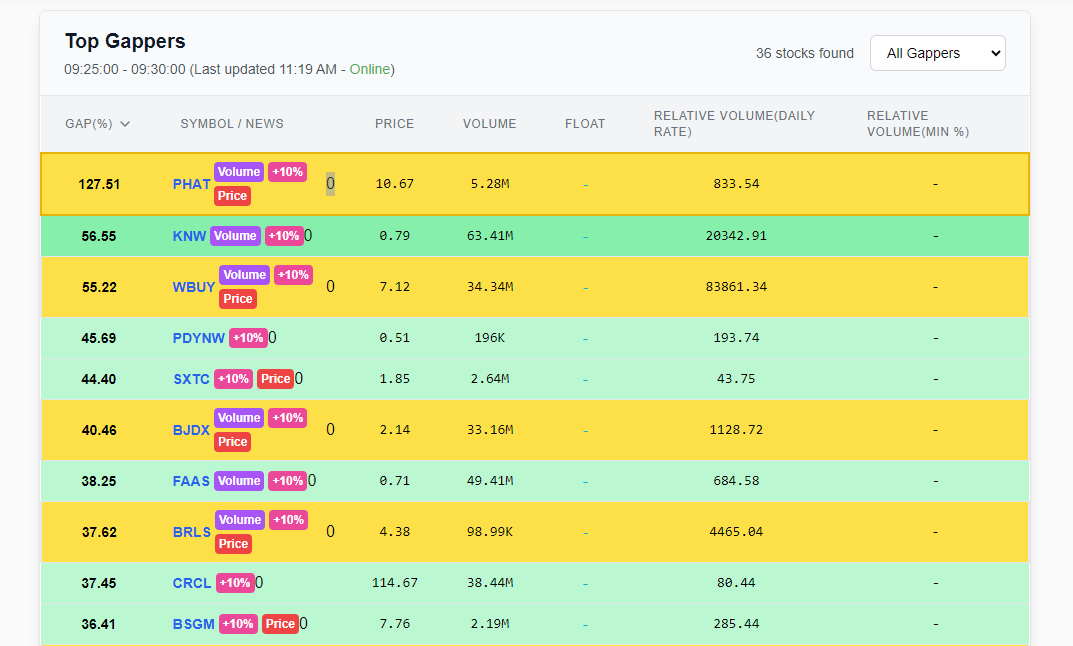 Top Gappers
09:25:00 - 09:30:00 (Last updated 11:19 AM - Online)
36 stocks found
All Gappers
GAP(%) SYMBOL / NEWS PRICE VOLUME FLOAT RELATIVE VOLUME(DAILY RATE) RELATIVE VOLUME(MIN %)
127.51 PHAT Volume +10% Price 0 10.67 5.28M - 833.54 -
56.55 KNW Volume +10% 0 0.79 63.41M - 20342.91 -
55.22 WBUY Volume +10% Price 0 7.12 34.34M - 83861.34 -
45.69 PDYNW +10% 0 0.51 196K - 193.74 -
44.40 SXTC +10% Price 0 1.85 2.64M - 43.75 -
40.46 BJDX Volume +10% Price 0 2.14 33.16M - 1128.72 -
38.25 FAAS Volume +10% 0 0.71 49.41M - 684.58 -
37.62 BRLS Volume +10% Price 0 4.38 98.99K - 4465.04 -
37.45 CRCL +10% 0 114.67 38.44M - 80.44 -
36.41 BSGM +10% Price 0 7.76 2.19M - 285.44 -